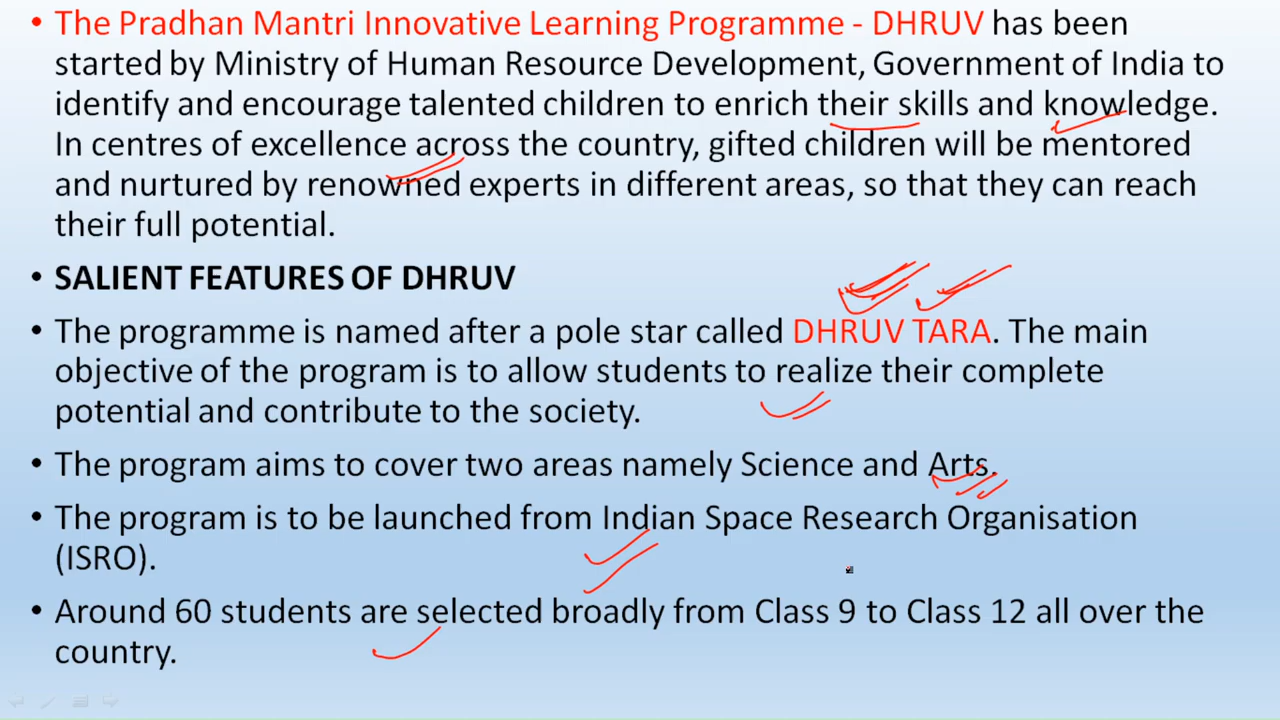 • The Pradhan Mantri Innovative Learning Programme - DHRUV has been
started by Ministry of Human Resource Development, Government of India to
identify and encourage talented children to enrich their skills and knowledge.
In centres of excellence across the country, gifted children will be mentored
and nurtured by renowned experts in different areas, so that they can reach
their full potential.
• SALIENT FEATURES OF DHRUV
• The programme is named after a pole star called DHRUV TARA. The main
objective of the program is to allow students to realize their complete
potential and contribute to the society.
• The program aims to cover two areas namely Science and Arts.
• The program is to be launched from Indian Space Research Organisation
(ISRO).
• Around 60 students are selected broadly from Class 9 to Class 12 all over the
country.